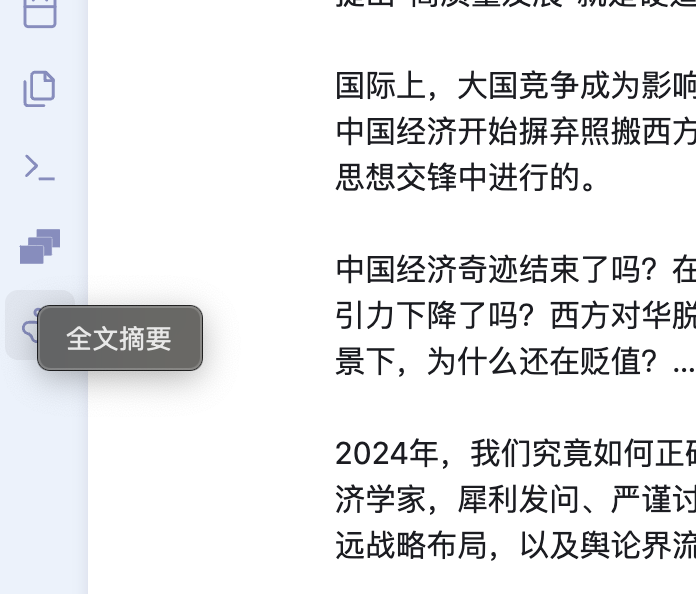 国际上，大国竞争成为影响
中国经济开始摒弃照搬西方
思想交锋中进行的。
中国经济奇迹结束了吗？在
引力下降了吗？西方对华脱
景下，为什么还在贬值？...
全文摘要
2024年，我们究竟如何正确
济学家，犀利发问、严谨讨
远战略布局，以及舆论界流